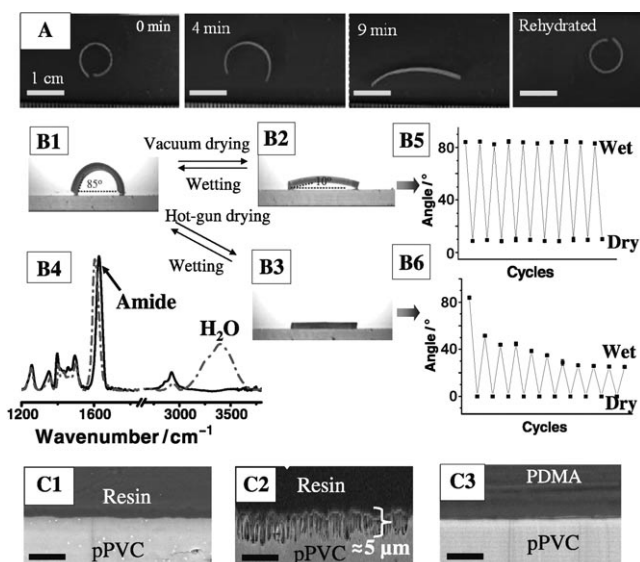 A
0 min
4 min
9 min
Rehydrated
1 cm
B1
Vacuum drying
Wetting
85°
B2
10°
B5
Angle/°
80
40
0
Wet
Dry
Cycles
Hot-gun drying
Wetting
B3
B4
Amide
H₂O
1200
1600
3000
3500
Wavenumber / cm⁻¹
B6
Angle/°
80
40
0
Wet
Dry
Cycles
C1
Resin
pPVC
C2
Resin
pPVC
≈5 μm
C3
PDMA
pPVC